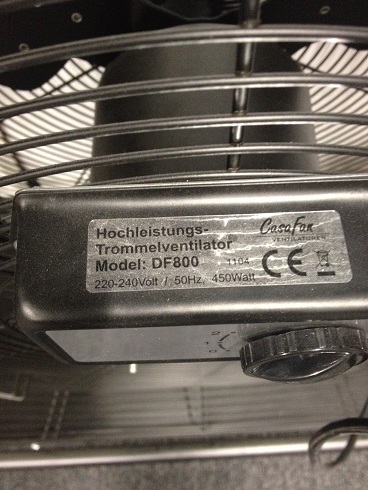 Hochleistungs-
Trommelventilator
Model: DF800 1104
220-240Volt / 50Hz, 450Watt
CasaFan
VENTILATOREN
CE